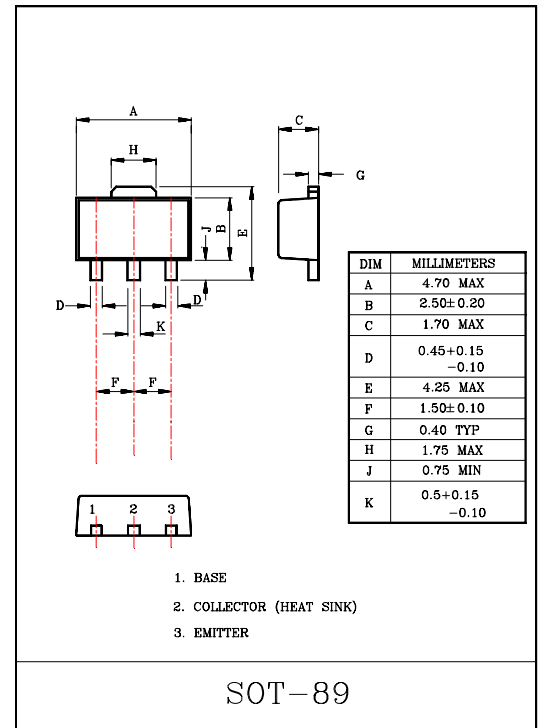 A
H
C
G
J
B
E
D
D
K
F
F
DIM MILLIMETERS
A 4.70 MAX
B 2.50±0.20
C 1.70 MAX
D 0.45+0.15
−0.10
E 4.25 MAX
F 1.50±0.10
G 0.40 TYP
H 1.75 MAX
J 0.75 MIN
K 0.5+0.15
−0.10
1 2 3
1. BASE
2. COLLECTOR (HEAT SINK)
3. EMITTER
SOT−89